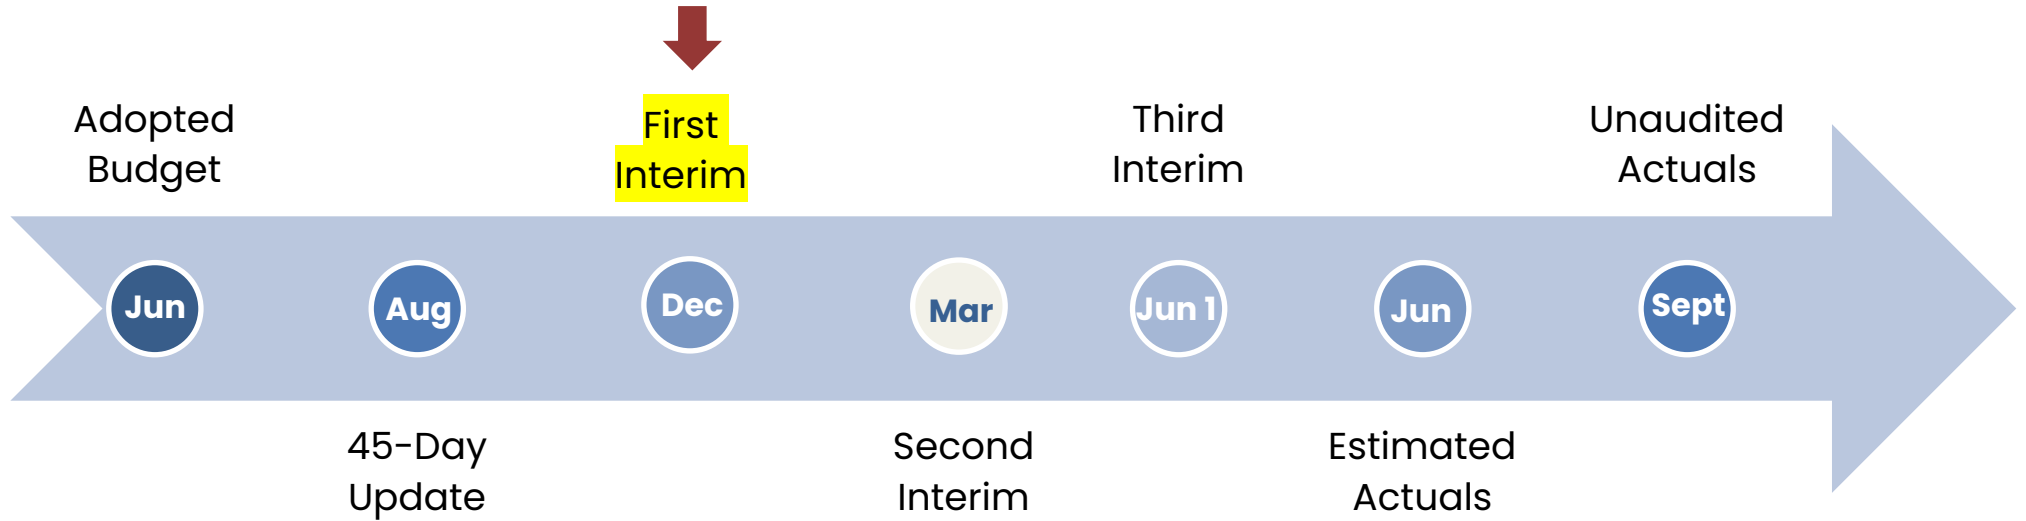 Adopted
Budget
First
Interim
Third
Interim
Unaudited
Actuals
Jun
Aug
Dec
Mar
Jun 1
Jun
Sept
45-Day
Update
Second
Interim
Estimated
Actuals